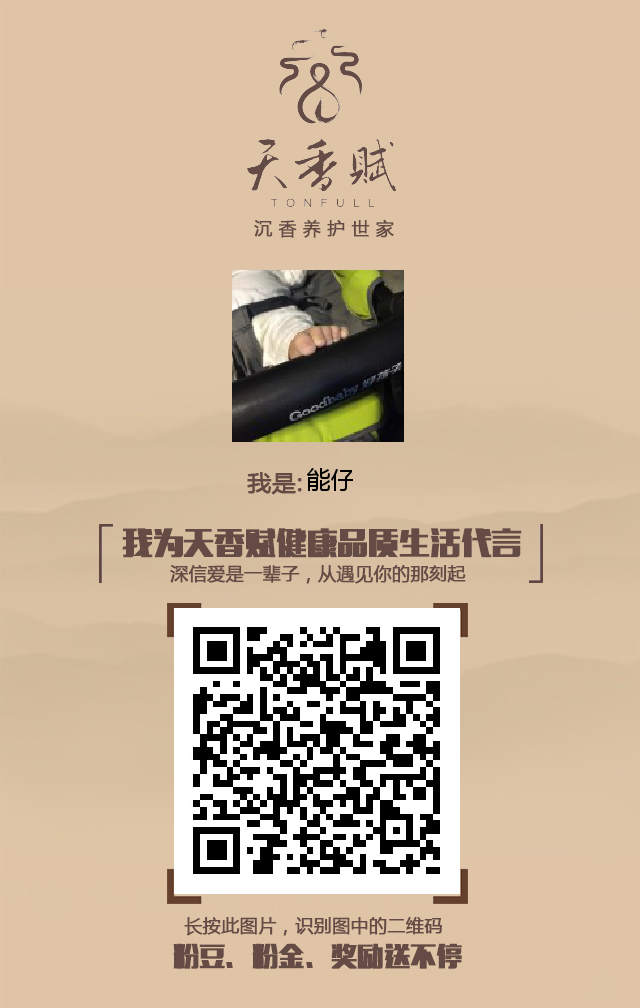 天香赋
TONFULL
沉香养护世家
Goodbaby 好孩子
我是:能仔
我为天香赋健康品质生活代言
深信爱是一辈子，从遇见你的那刻起
长按此图片，识别图中的二维码
粉豆、粉金、奖励送不停